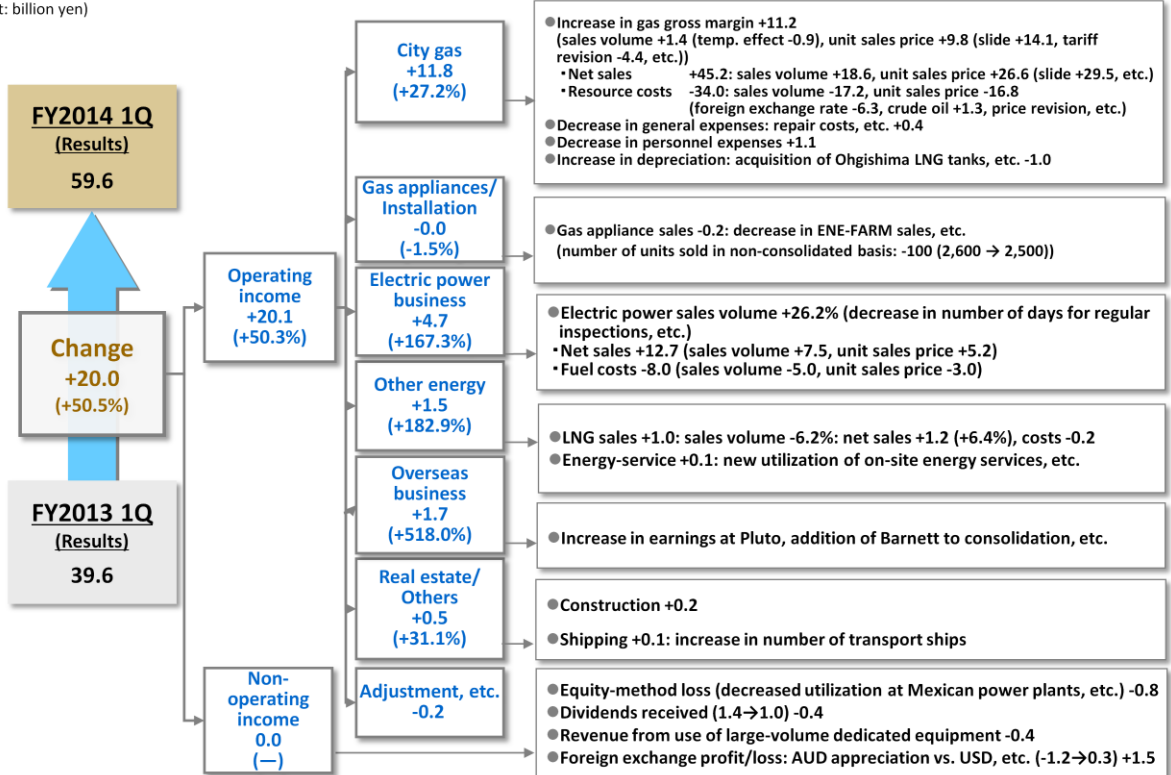 t: billion yen)
FY2014 1Q
(Results)
59.6
Change
+20.0
(+50.5%)
FY2013 1Q
(Results)
39.6
Operating
income
+20.1
(+50.3%)
Non-
operating
income
0.0
(—)
City gas
+11.8
(+27.2%)
Gas appliances/
Installation
-0.0
(-1.5%)
Electric power
business
+4.7
(+167.3%)
Other energy
+1.5
(+182.9%)
Overseas
business
+1.7
(+518.0%)
Real estate/
Others
+0.5
(+31.1%)
Adjustment, etc.
-0.2
●Increase in gas gross margin +11.2
(sales volume +1.4 (temp. effect -0.9), unit sales price +9.8 (slide +14.1, tariff
revision -4.4, etc.))
・Net sales +45.2: sales volume +18.6, unit sales price +26.6 (slide +29.5, etc.)
・Resource costs -34.0: sales volume -17.2, unit sales price -16.8
(foreign exchange rate -6.3, crude oil +1.3, price revision, etc.)
●Decrease in general expenses: repair costs, etc. +0.4
●Decrease in personnel expenses +1.1
●Increase in depreciation: acquisition of Ohgishima LNG tanks, etc. -1.0
●Gas appliance sales -0.2: decrease in ENE-FARM sales, etc.
(number of units sold in non-consolidated basis: -100 (2,600 → 2,500))
●Electric power sales volume +26.2% (decrease in number of days for regular
inspections, etc.)
・Net sales +12.7 (sales volume +7.5, unit sales price +5.2)
・Fuel costs -8.0 (sales volume -5.0, unit sales price -3.0)
●LNG sales +1.0: sales volume -6.2%: net sales +1.2 (+6.4%), costs -0.2
●Energy-service +0.1: new utilization of on-site energy services, etc.
●Increase in earnings at Pluto, addition of Barnett to consolidation, etc.
●Construction +0.2
●Shipping +0.1: increase in number of transport ships
●Equity-method loss (decreased utilization at Mexican power plants, etc.) -0.8
●Dividends received (1.4→1.0) -0.4
●Revenue from use of large-volume dedicated equipment -0.4
●Foreign exchange profit/loss: AUD appreciation vs. USD, etc. (-1.2→0.3) +1.5